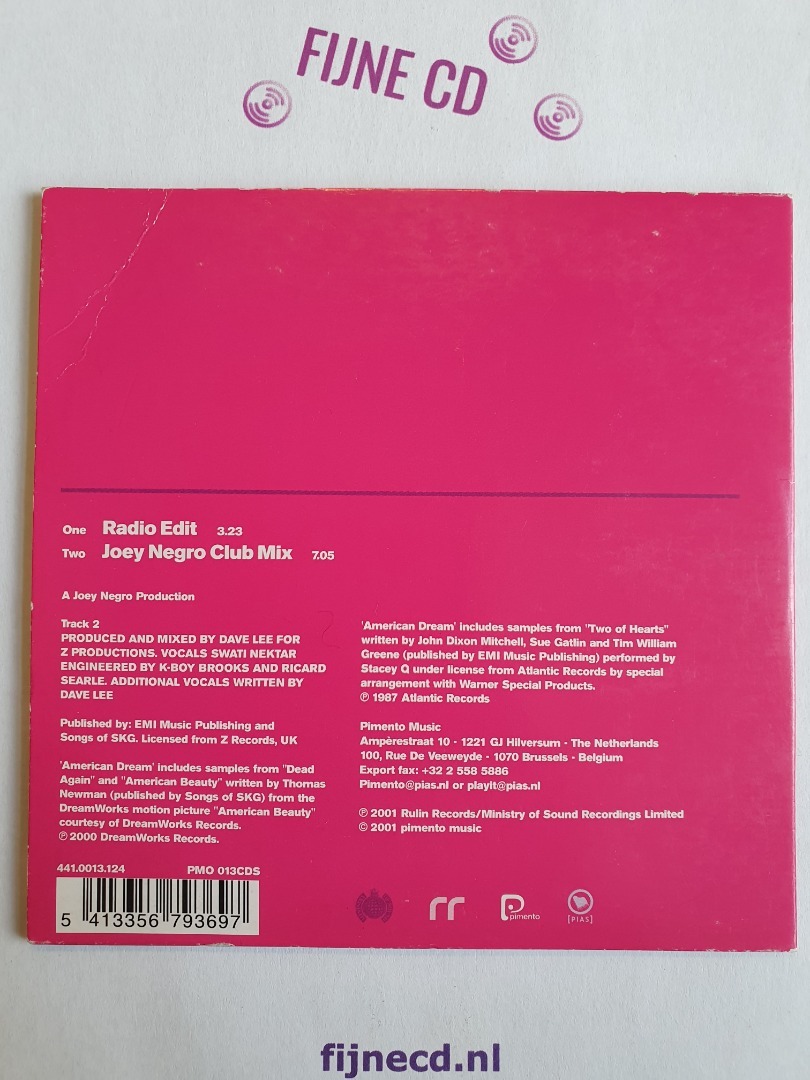 FIJNE CD
One Radio Edit 3.23
Two Joey Negro Club Mix 7.05
A Joey Negro Production
Track 2
PRODUCED AND MIXED BY DAVE LEE FOR
Z PRODUCTIONS. VOCALS SWATI NEKTAR
ENGINEERED BY K-BOY BROOKS AND RICARD
SEARLE. ADDITIONAL VOCALS WRITTEN BY
DAVE LEE
Published by: EMI Music Publishing and
Songs of SKG. Licensed from Z Records, UK
'American Dream' includes samples from "Dead
Again" and "American Beauty" written by Thomas
Newman (published by Songs of SKG) from the
DreamWorks motion picture "American Beauty"
courtesy of DreamWorks Records.
℗ 2000 DreamWorks Records.
'American Dream' includes samples from "Two of Hearts"
written by John Dixon Mitchell, Sue Gatlin and Tim William
Greene (published by EMI Music Publishing) performed by
Stacey Q under license from Atlantic Records by special
arrangement with Warner Special Products.
℗ 1987 Atlantic Records
Pimento Music
Ampèrestraat 10 - 1221 GJ Hilversum - The Netherlands
100, Rue De Veeweyde - 1070 Brussels - Belgium
Export fax: +32 2 558 5886
Pimento@pias.nl or playit@pias.nl
℗ 2001 Rulin Records/Ministry of Sound Recordings Limited
© 2001 pimento music
441.0013.124 PMO 013CDS
5 413356 793697
rr
pimento
[PIAS]
fijnecd.nl